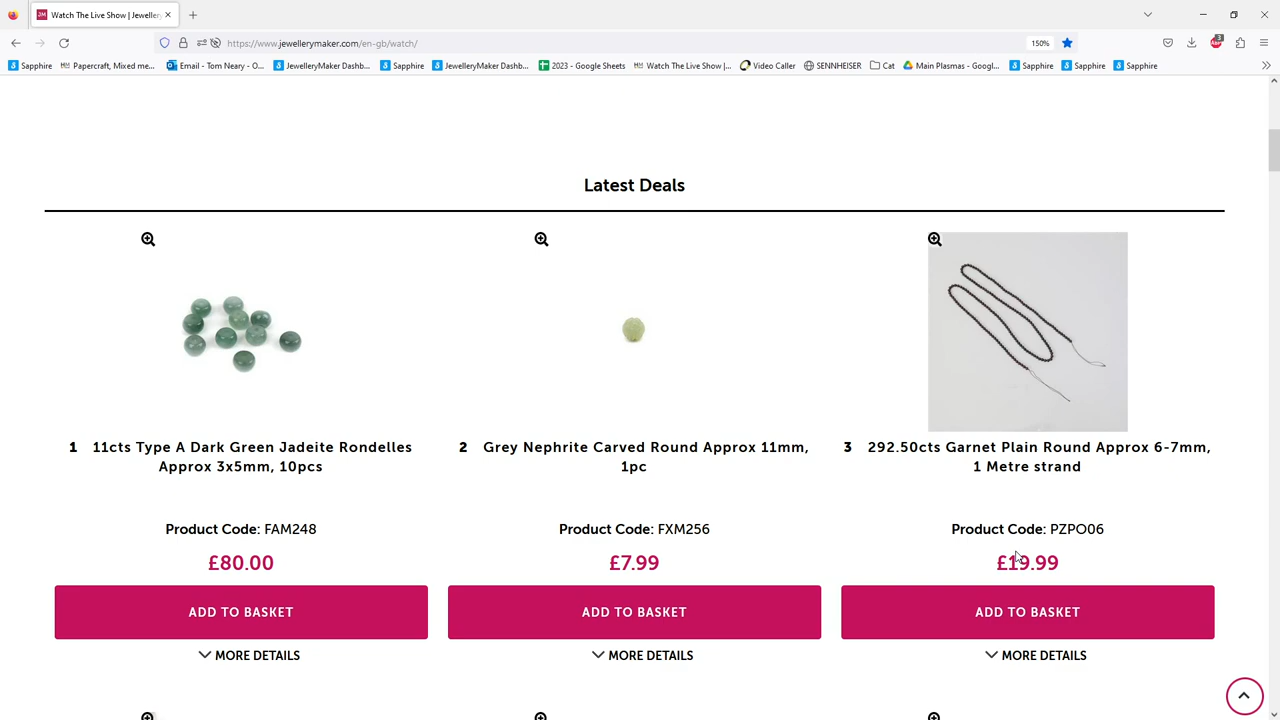 Watch The Live Show | Jeweller
https://www.jewellerymaker.com/en-gb/watch/
150%
3
Sapphire
Papercraft, Mixed me...
Email - Tom Neary - O...
JewelleryMaker Dashb...
Sapphire
JewelleryMaker Dashb...
2023 - Google Sheets
Watch The Live Show |...
Video Caller
SENNHEISER
Cat
Main Plasmas - Googl...
Sapphire
Sapphire
Sapphire
Latest Deals
1 11cts Type A Dark Green Jadeite Rondelles
Approx 3x5mm, 10pcs
Product Code: FAM248
£80.00
ADD TO BASKET
MORE DETAILS
2 Grey Nephrite Carved Round Approx 11mm,
1pc
Product Code: FXM256
£7.99
ADD TO BASKET
MORE DETAILS
3 292.50cts Garnet Plain Round Approx 6-7mm,
1 Metre strand
Product Code: PZPO06
£19.99
ADD TO BASKET
MORE DETAILS